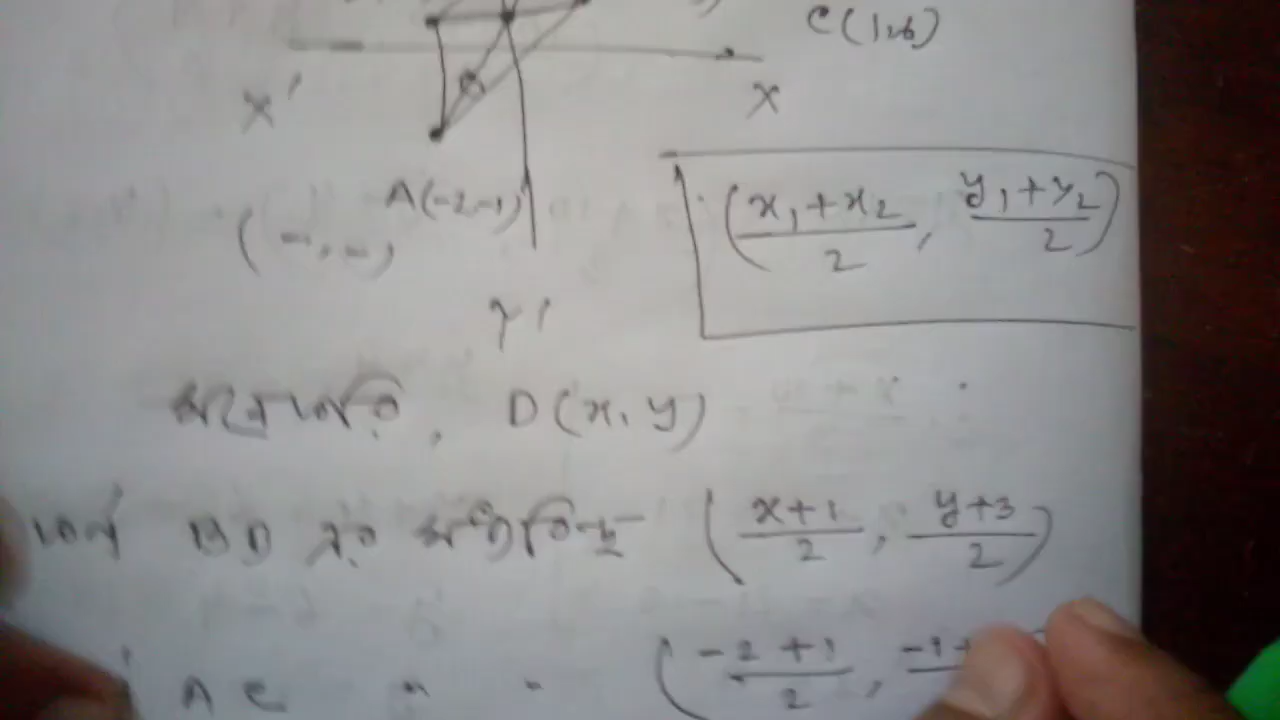 C(1,6)
X'
X
A(-2,-1)
(-,-)
(x₁+x₂/2, y₁+y₂/2)
Y'
D(x, y)
কর্ণ BD এর মধ্যবিন্দু (x+1/2, y+3/2)
AC " " (-2+1/2, -1+